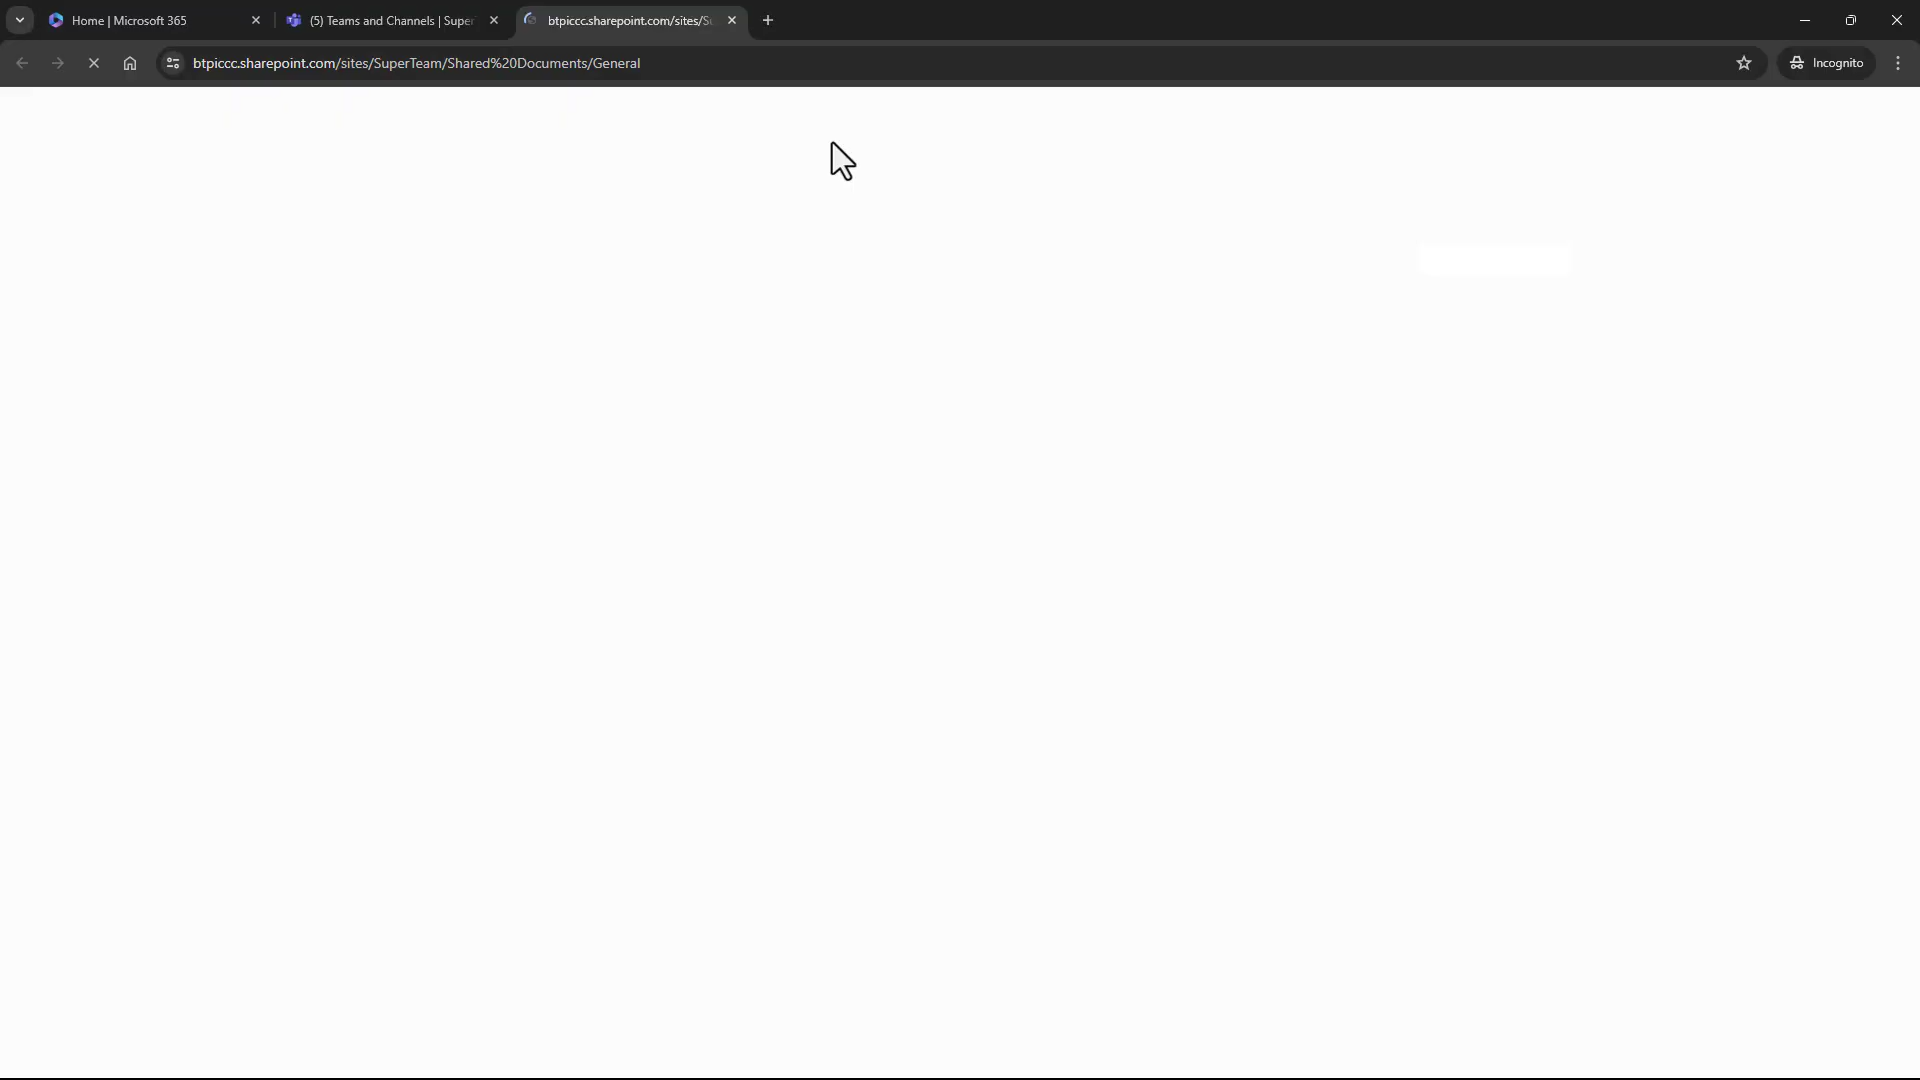 Home | Microsoft 365
(5) Teams and Channels | Super
btpiccc.sharepoint.com/sites/Su
btpiccc.sharepoint.com/sites/SuperTeam/Shared%20Documents/General
Incognito